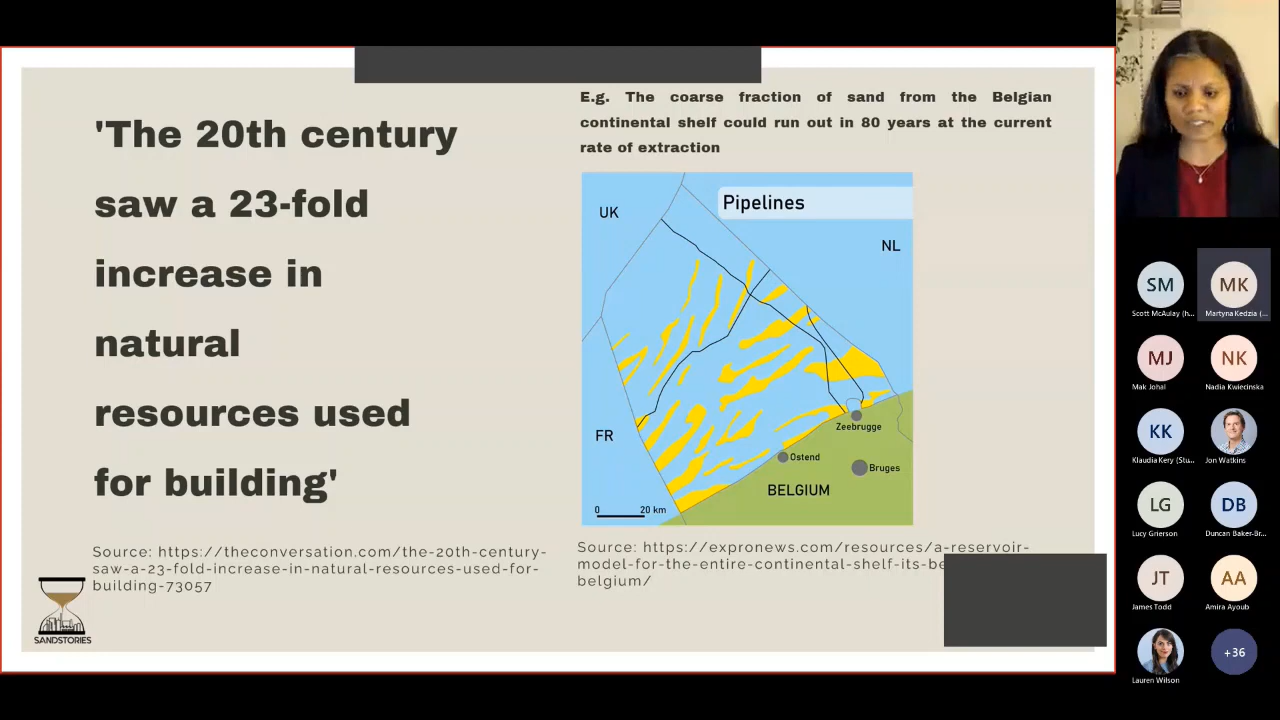 'The 20th century
saw a 23-fold
increase in
natural
resources used
for building'
Source: https://theconversation.com/the-20th-century-
saw-a-23-fold-increase-in-natural-resources-used-for-
building-73057
SANDSTORIES
E.g. The coarse fraction of sand from the Belgian
continental shelf could run out in 80 years at the current
rate of extraction
Pipelines
UK
NL
FR
Zeebrugge
Ostend
Bruges
BELGIUM
0 20 km
Source: https://expronews.com/resources/a-reservoir-
model-for-the-entire-continental-shelf-its-be
belgium/
SM
MK
Scott McAulay (h...
Martyna Kedzia (...
MJ
NK
Mak Johal
Nadia Kwiecinska
KK
Klaudia Kery (Stu...
Jon Watkins
LG
DB
Lucy Grierson
Duncan Baker-Br...
JT
AA
James Todd
Amira Ayoub
+36
Lauren Wilson